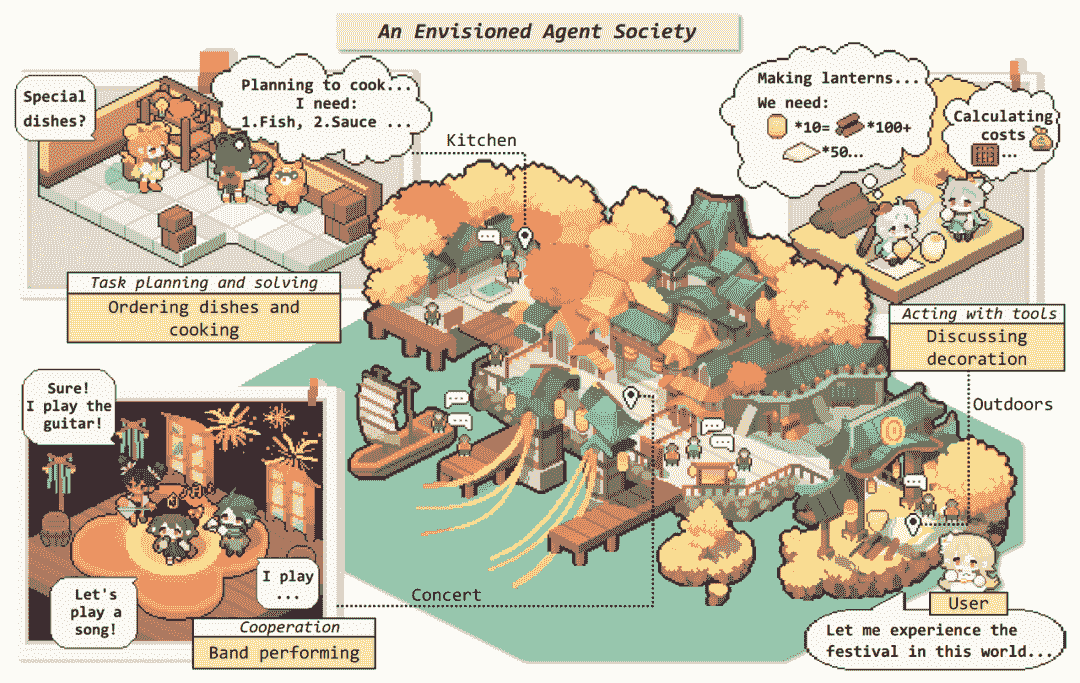 An Envisioned Agent Society
Special
dishes?
Planning to cook...
I need:
1.Fish, 2.Sauce ...
Kitchen
Task planning and solving
Ordering dishes and
cooking
Making lanterns...
We need:
*10= *100+
*50...
Calculating
costs
...
Acting with tools
Discussing
decoration
Outdoors
Sure!
I play the
guitar!
Let's
play a
song!
I play
...
Concert
Cooperation
Band performing
User
Let me experience the
festival in this world...